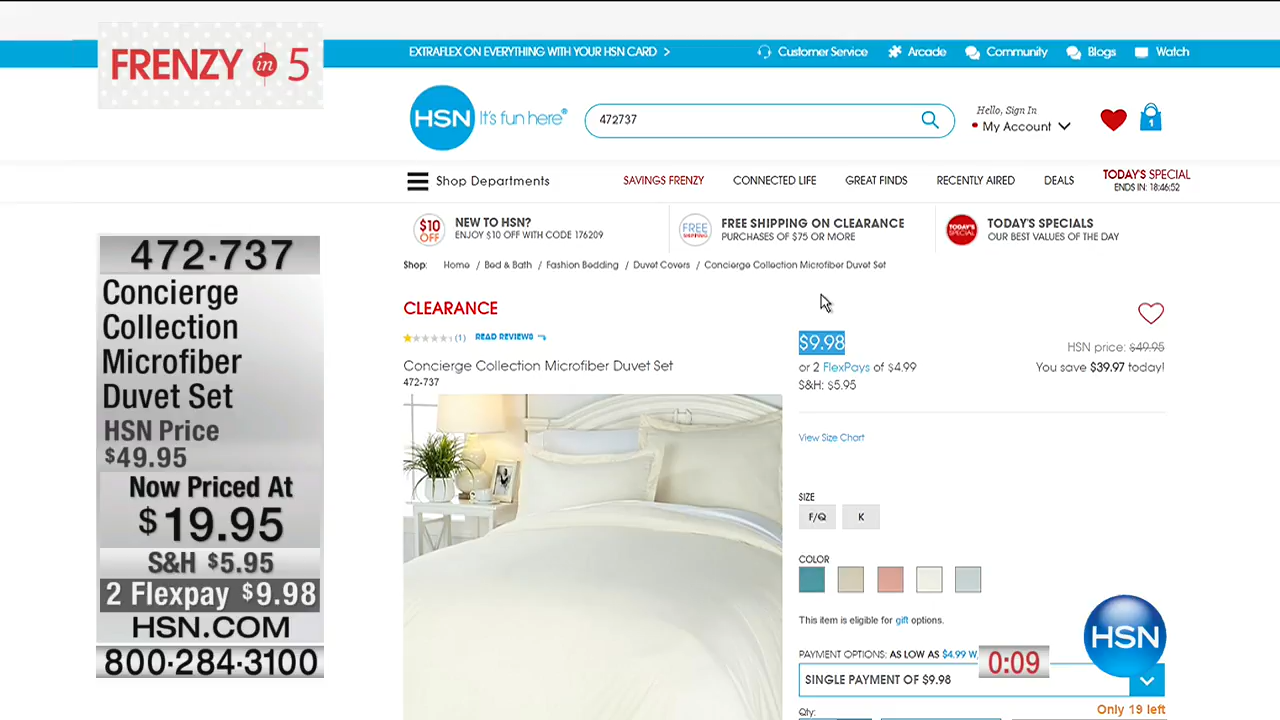 FRENZY in 5
EXTRAFLEX ON EVERYTHING WITH YOUR HSN CARD >
Customer Service
Arcade
Community
Blogs
Watch
HSN It's fun here®
472737
Hello, Sign In
My Account
1
Shop Departments
SAVINGS FRENZY
CONNECTED LIFE
GREAT FINDS
RECENTLY AIRED
DEALS
TODAY'S SPECIAL
ENDS IN: 18:46:52
$10 OFF
NEW TO HSN?
ENJOY $10 OFF WITH CODE 176209
FREE SHIPPING
FREE SHIPPING ON CLEARANCE
PURCHASES OF $75 OR MORE
TODAY'S SPECIAL
TODAY'S SPECIALS
OUR BEST VALUES OF THE DAY
Shop: Home / Bed & Bath / Fashion Bedding / Duvet Covers / Concierge Collection Microfiber Duvet Set
472-737
Concierge
Collection
Microfiber
Duvet Set
HSN Price
$49.95
Now Priced At
$19.95
S&H $5.95
2 Flexpay $9.98
HSN.COM
800-284-3100
CLEARANCE
(1) READ REVIEWS
Concierge Collection Microfiber Duvet Set
472-737
$9.98
or 2 FlexPays of $4.99
S&H: $5.95
HSN price: $49.95
You save $39.97 today!
View Size Chart
SIZE
F/Q K
COLOR
This item is eligible for gift options.
PAYMENT OPTIONS: AS LOW AS $4.99 W
SINGLE PAYMENT OF $9.98
0:09
HSN
Only 19 left
Qty: